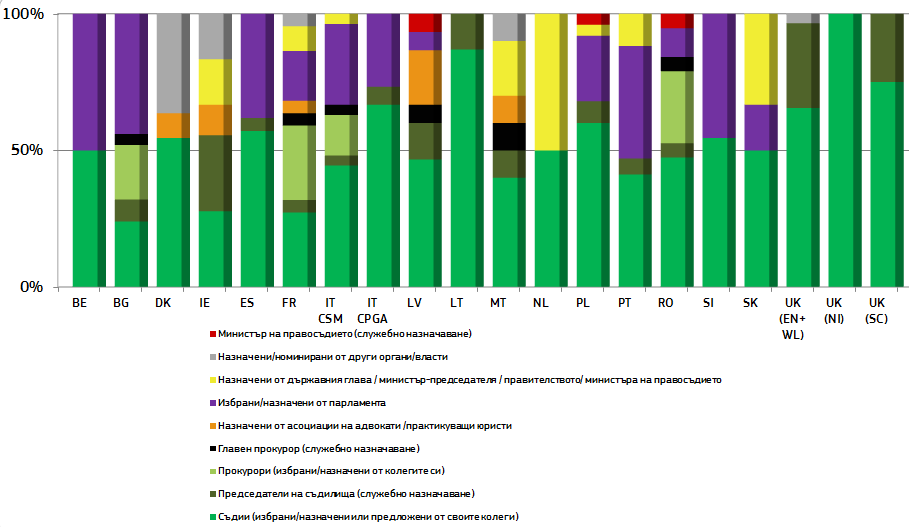 100%
50%
0%
BE BG DK IE ES FR IT IT LV LT MT NL PL PT RO SI SK UK UK UK
CSM CPGA (EN+ (NI) (SC)
WL)
Министър на правосъдието (служебно назначаване)
Назначени/номинирани от други органи/власти
Назначени от държавния глава / министър-председателя / правителството/ министъра на правосъдието
Избрани/назначени от парламента
Назначени от асоциации на адвокати /практикуващи юристи
Главен прокурор (служебно назначаване)
Прокурори (избрани/назначени от колегите си)
Председатели на съдилища (служебно назначаване)
Съдии (избрани/назначени или предложени от своите колеги)